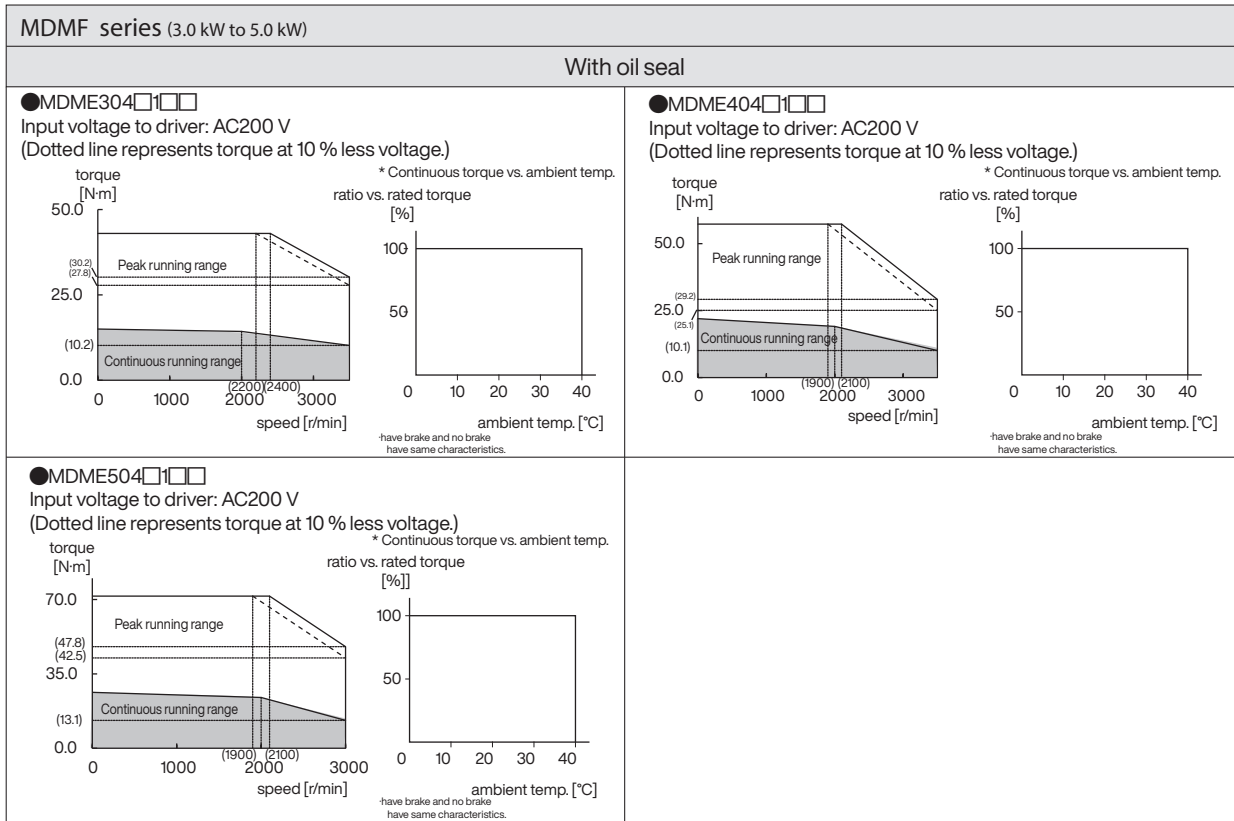 MDMF series (3.0 kW to 5.0 kW)
With oil seal
●MDME304□1□□
Input voltage to driver: AC200 V
(Dotted line represents torque at 10 % less voltage.)
torque
[N·m]
50.0
(30.2)
(27.8)
25.0
(10.2)
0.0
Peak running range
Continuous running range
(2200)
(2400)
0
1000
2000
3000
speed [r/min]
* Continuous torque vs. ambient temp.
ratio vs. rated torque
[%]
100
50
0
10
20
30
40
ambient temp. [°C]
·have brake and no brake
have same characteristics.
●MDME404□1□□
Input voltage to driver: AC200 V
(Dotted line represents torque at 10 % less voltage.)
torque
[N·m]
50.0
(29.2)
25.0
(25.1)
(10.1)
0.0
Peak running range
Continuous running range
(1900)
(2100)
0
1000
2000
3000
speed [r/min]
* Continuous torque vs. ambient temp.
ratio vs. rated torque
[%]
100
50
0
10
20
30
40
ambient temp. [°C]
·have brake and no brake
have same characteristics.
●MDME504□1□□
Input voltage to driver: AC200 V
(Dotted line represents torque at 10 % less voltage.)
torque
[N·m]
70.0
(47.8)
(42.5)
35.0
(13.1)
0.0
Peak running range
Continuous running range
(1900)
(2100)
0
1000
2000
3000
speed [r/min]
* Continuous torque vs. ambient temp.
ratio vs. rated torque
[%]]
100
50
0
10
20
30
40
ambient temp. [°C]
·have brake and no brake
have same characteristics.